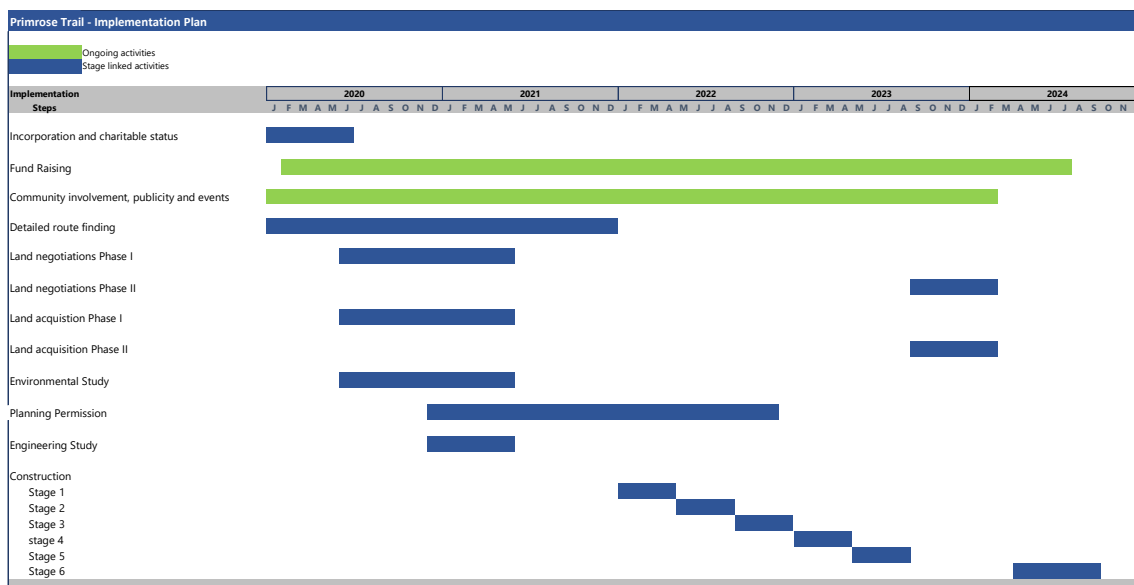 Primrose Trail - Implementation Plan
Ongoing activities
Stage linked activities
Implementation 2020 2021 2022 2023 2024
Steps J F M A M J J A S O N D J F M A M J J A S O N D J F M A M J J A S O N D J F M A M J J A S O N D J F M A M J J A S O N
Incorporation and charitable status
Fund Raising
Community involvement, publicity and events
Detailed route finding
Land negotiations Phase I
Land negotiations Phase II
Land acquistion Phase I
Land acquisition Phase II
Environmental Study
Planning Permission
Engineering Study
Construction
Stage 1
Stage 2
Stage 3
stage 4
Stage 5
Stage 6